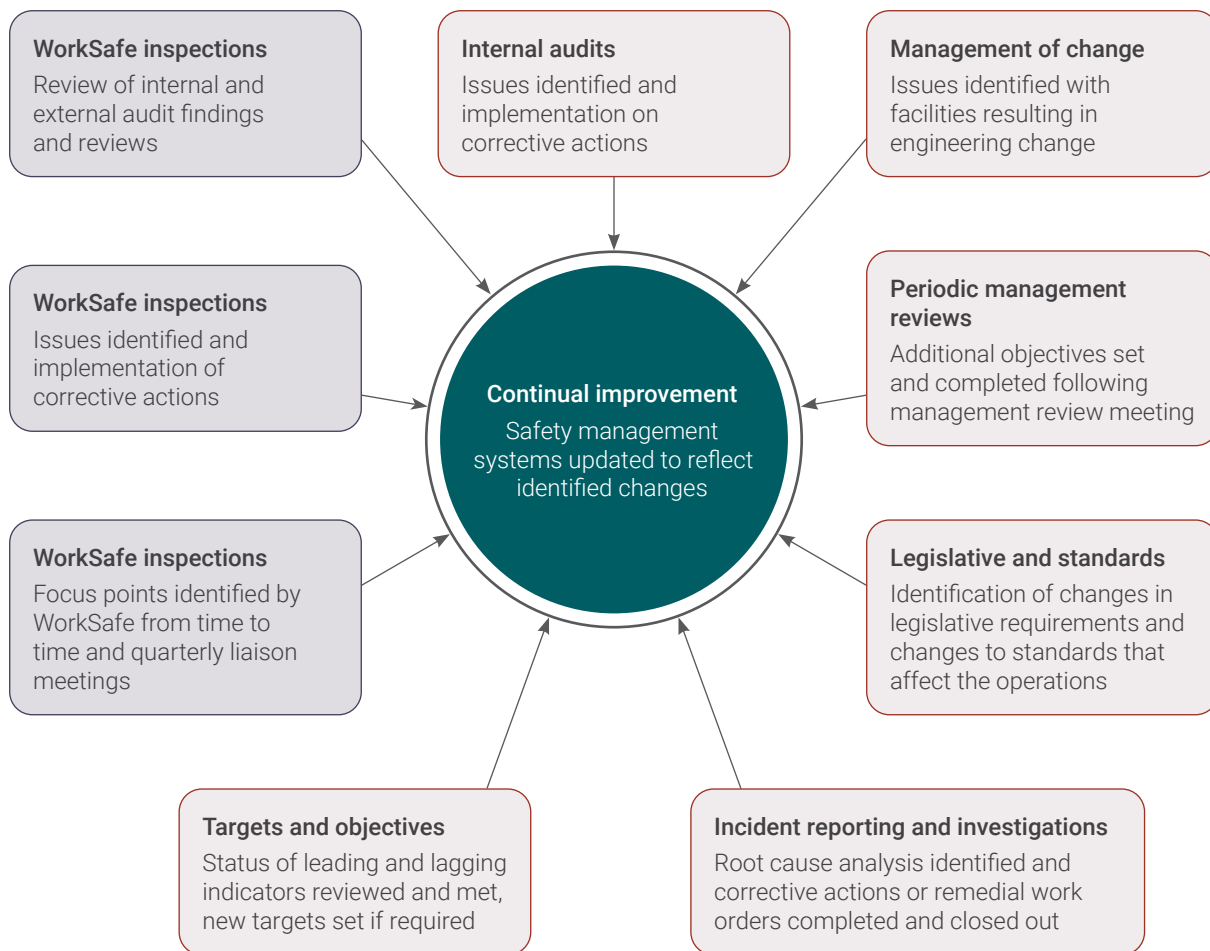 WorkSafe inspections
Review of internal and
external audit findings
and reviews
Internal audits
Issues identified and
implementation on
corrective actions
Management of change
Issues identified with
facilities resulting in
engineering change
WorkSafe inspections
Issues identified and
implementation of
corrective actions
Continual improvement
Safety management
systems updated to reflect
identified changes
Periodic management
reviews
Additional objectives set
and completed following
management review meeting
WorkSafe inspections
Focus points identified by
WorkSafe from time to
time and quarterly liaison
meetings
Legislative and standards
Identification of changes in
legislative requirements and
changes to standards that
affect the operations
Targets and objectives
Status of leading and lagging
indicators reviewed and met,
new targets set if required
Incident reporting and investigations
Root cause analysis identified and
corrective actions or remedial work
orders completed and closed out